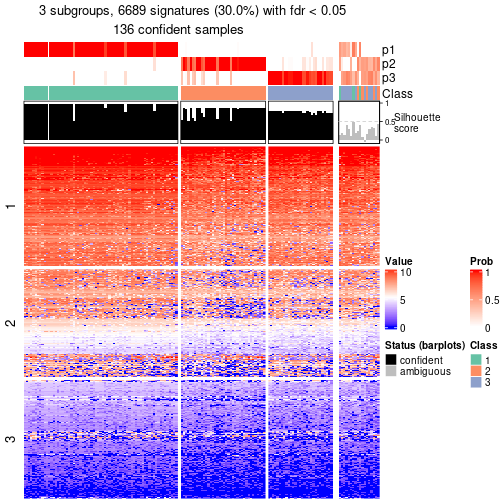 3 subgroups, 6689 signatures (30.0%) with fdr < 0.05
136 confident samples
p1
p2
p3
Class
1
0.5
0
Silhouette
score
1
2
3
Value
10
5
0
Prob
1
0.5
0
Status (barplots)
confident
ambiguous
Class
1
2
3